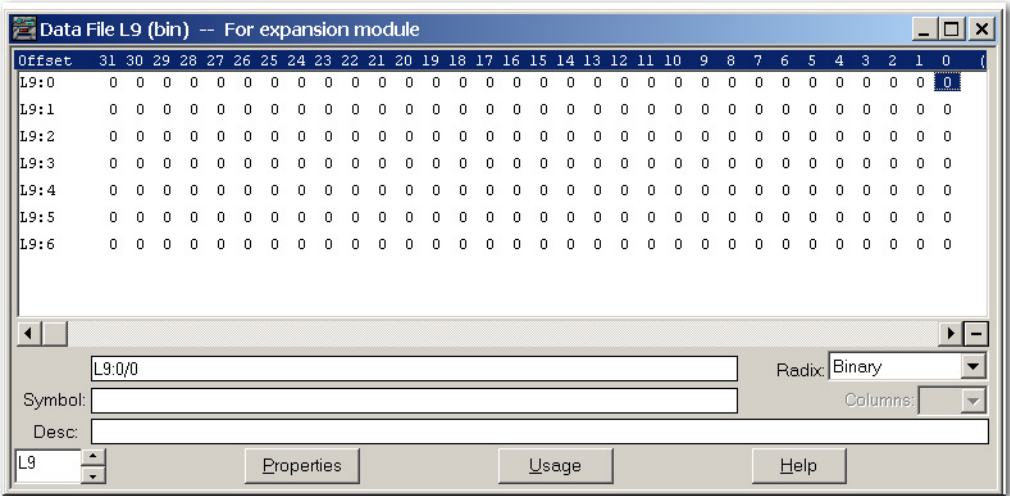 Data File L9 (bin) -- For expansion module
Offset 31 30 29 28 27 26 25 24 23 22 21 20 19 18 17 16 15 14 13 12 11 10 9 8 7 6 5 4 3 2 1 0 (
L9:0 0 0 0 0 0 0 0 0 0 0 0 0 0 0 0 0 0 0 0 0 0 0 0 0 0 0 0 0 0 0 0 0
L9:1 0 0 0 0 0 0 0 0 0 0 0 0 0 0 0 0 0 0 0 0 0 0 0 0 0 0 0 0 0 0 0 0
L9:2 0 0 0 0 0 0 0 0 0 0 0 0 0 0 0 0 0 0 0 0 0 0 0 0 0 0 0 0 0 0 0 0
L9:3 0 0 0 0 0 0 0 0 0 0 0 0 0 0 0 0 0 0 0 0 0 0 0 0 0 0 0 0 0 0 0 0
L9:4 0 0 0 0 0 0 0 0 0 0 0 0 0 0 0 0 0 0 0 0 0 0 0 0 0 0 0 0 0 0 0 0
L9:5 0 0 0 0 0 0 0 0 0 0 0 0 0 0 0 0 0 0 0 0 0 0 0 0 0 0 0 0 0 0 0 0
L9:6 0 0 0 0 0 0 0 0 0 0 0 0 0 0 0 0 0 0 0 0 0 0 0 0 0 0 0 0 0 0 0 0
L9:0/0 Radix: Binary
Symbol: Columns:
Desc:
L9 Properties Usage Help